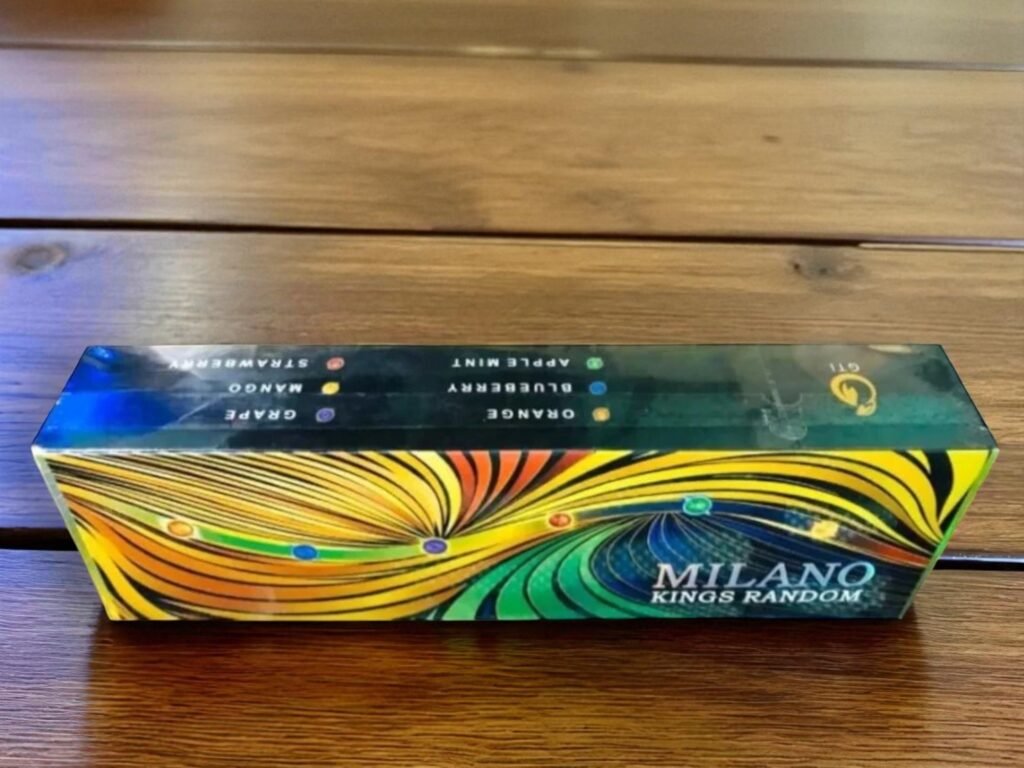 STRAWBERRY
APPLE MINT
MANGO
BLUEBERRY
GRAPE
ORANGE
GTI
MILANO
KINGS RANDOM